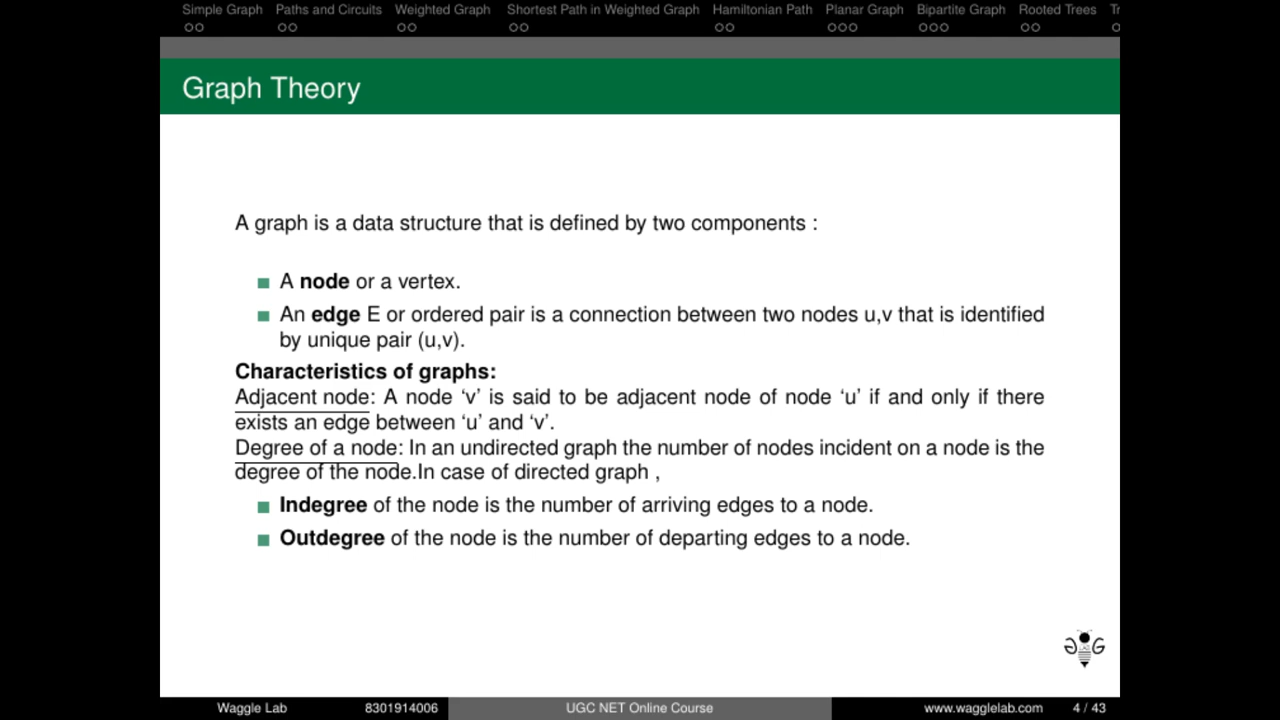 Simple Graph Paths and Circuits Weighted Graph Shortest Path in Weighted Graph Hamiltonian Path Planar Graph Bipartite Graph Rooted Trees Tr
Graph Theory
A graph is a data structure that is defined by two components :
A node or a vertex.
An edge E or ordered pair is a connection between two nodes u,v that is identified
by unique pair (u,v).
Characteristics of graphs:
Adjacent node: A node ‘v’ is said to be adjacent node of node ‘u’ if and only if there
exists an edge between ‘u’ and ‘v’.
Degree of a node: In an undirected graph the number of nodes incident on a node is the
degree of the node.In case of directed graph ,
Indegree of the node is the number of arriving edges to a node.
Outdegree of the node is the number of departing edges to a node.
Waggle Lab 8301914006 UGC NET Online Course www.wagglelab.com 4 / 43